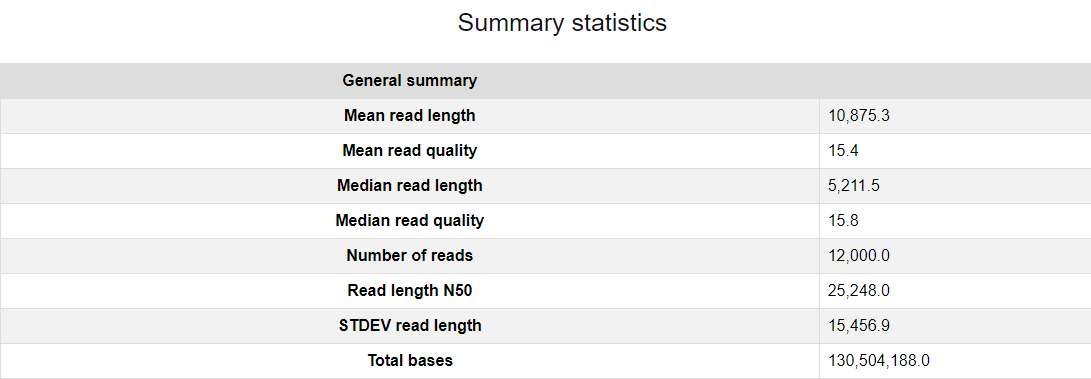 Summary statistics
General summary
Mean read length 10,875.3
Mean read quality 15.4
Median read length 5,211.5
Median read quality 15.8
Number of reads 12,000.0
Read length N50 25,248.0
STDEV read length 15,456.9
Total bases 130,504,188.0